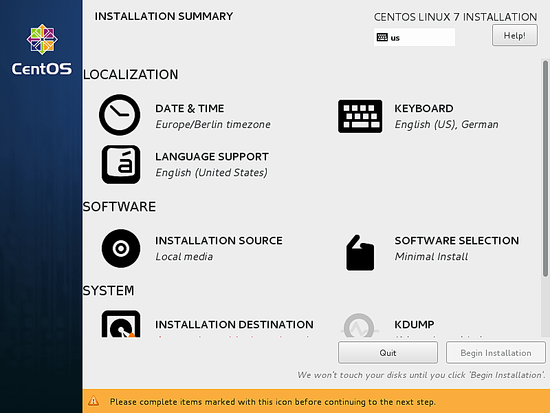 INSTALLATION SUMMARY
CENTOS LINUX 7 INSTALLATION
us
Help!
CentOS
LOCALIZATION
DATE & TIME
Europe/Berlin timezone
KEYBOARD
English (US), German
LANGUAGE SUPPORT
English (United States)
SOFTWARE
INSTALLATION SOURCE
Local media
SOFTWARE SELECTION
Minimal Install
SYSTEM
INSTALLATION DESTINATION
KDUMP
Quit
Begin Installation
We won't touch your disks until you click 'Begin Installation'.
Please complete items marked with this icon before continuing to the next step.